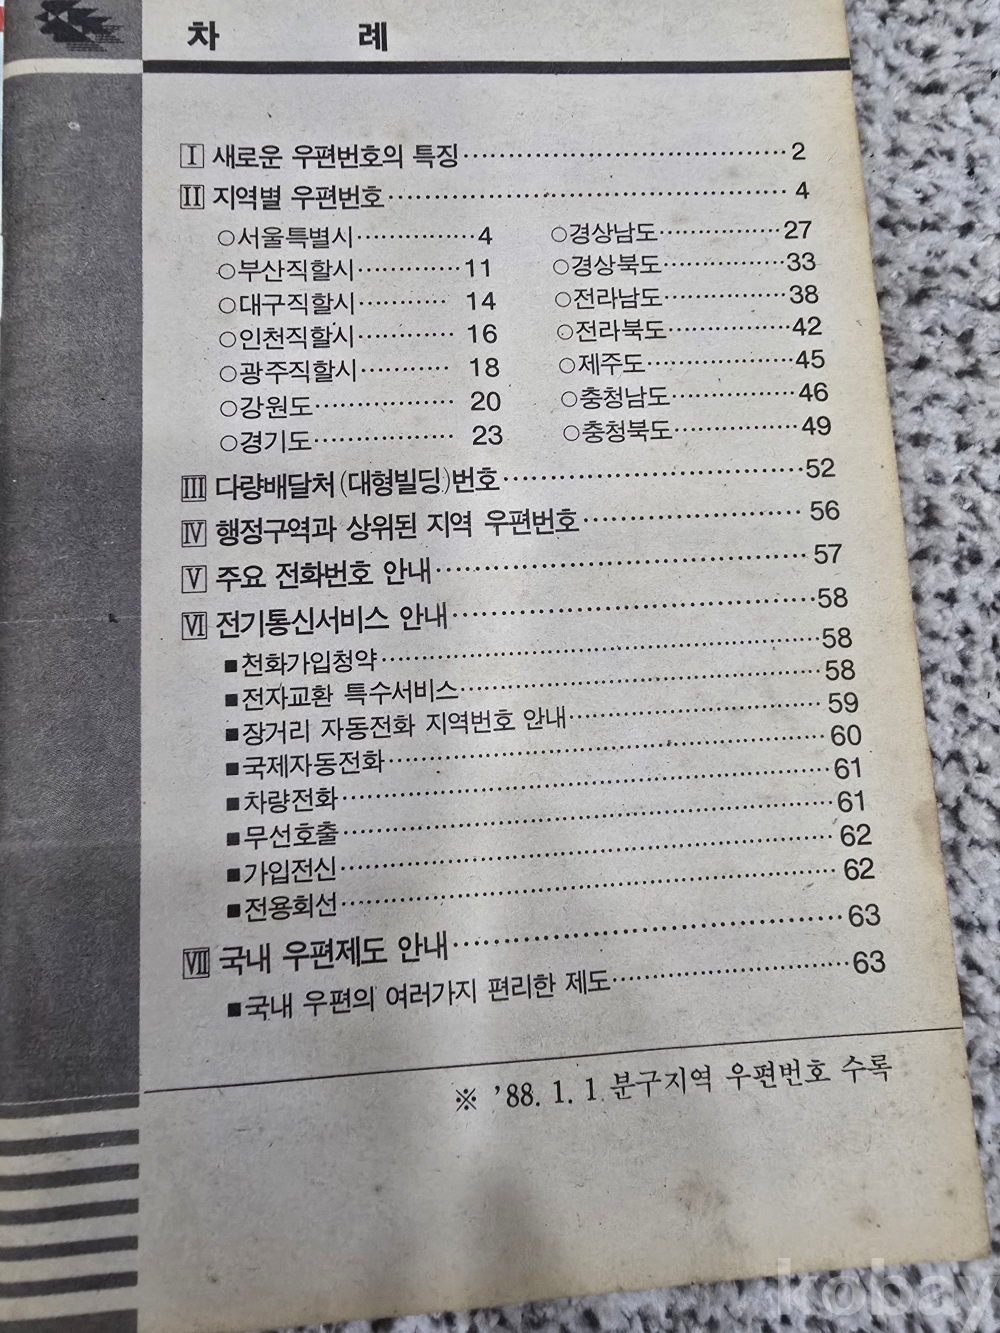 차 례
Ⅰ 새로운 우편번호의 특징 2
Ⅱ 지역별 우편번호 4
○서울특별시 4
○부산직할시 11
○대구직할시 14
○인천직할시 16
○광주직할시 18
○강원도 20
○경기도 23
○경상남도 27
○경상북도 33
○전라남도 38
○전라북도 42
○제주도 45
○충청남도 46
○충청북도 49
Ⅲ 다량배달처(대형빌딩)번호 52
Ⅳ 행정구역과 상위된 지역 우편번호 56
Ⅴ 주요 전화번호 안내 57
Ⅵ 전기통신서비스 안내 58
■전화가입청약 58
■전자교환 특수서비스 58
■장거리 자동전화 지역번호 안내 59
■국제자동전화 60
■차량전화 61
■무선호출 61
■가입전신 62
■전용회선 62
Ⅶ 국내 우편제도 안내 63
■국내 우편의 여러가지 편리한 제도 63
※ '88. 1. 1 분구지역 우편번호 수록
kobay